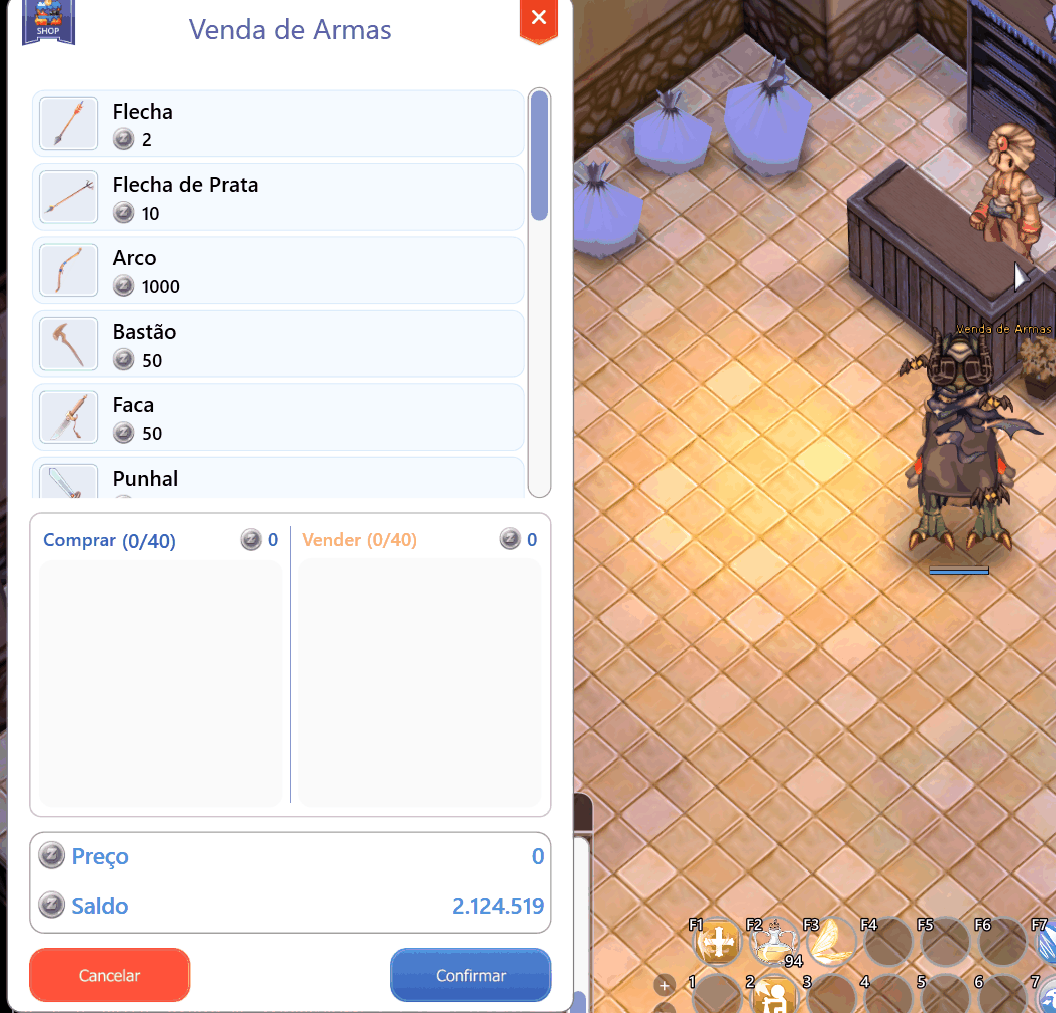 SHOP
Venda de Armas
Flecha
2
Flecha de Prata
10
Arco
1000
Bastão
50
Faca
50
Punhal
Comprar (0/40) 0
Vender (0/40) 0
Preço 0
Saldo 2.124.519
Cancelar
Confirmar
Venda de Armas
F1 F2 F3 F4 F5 F6 F7
94
1 2 3 4 5 6 7